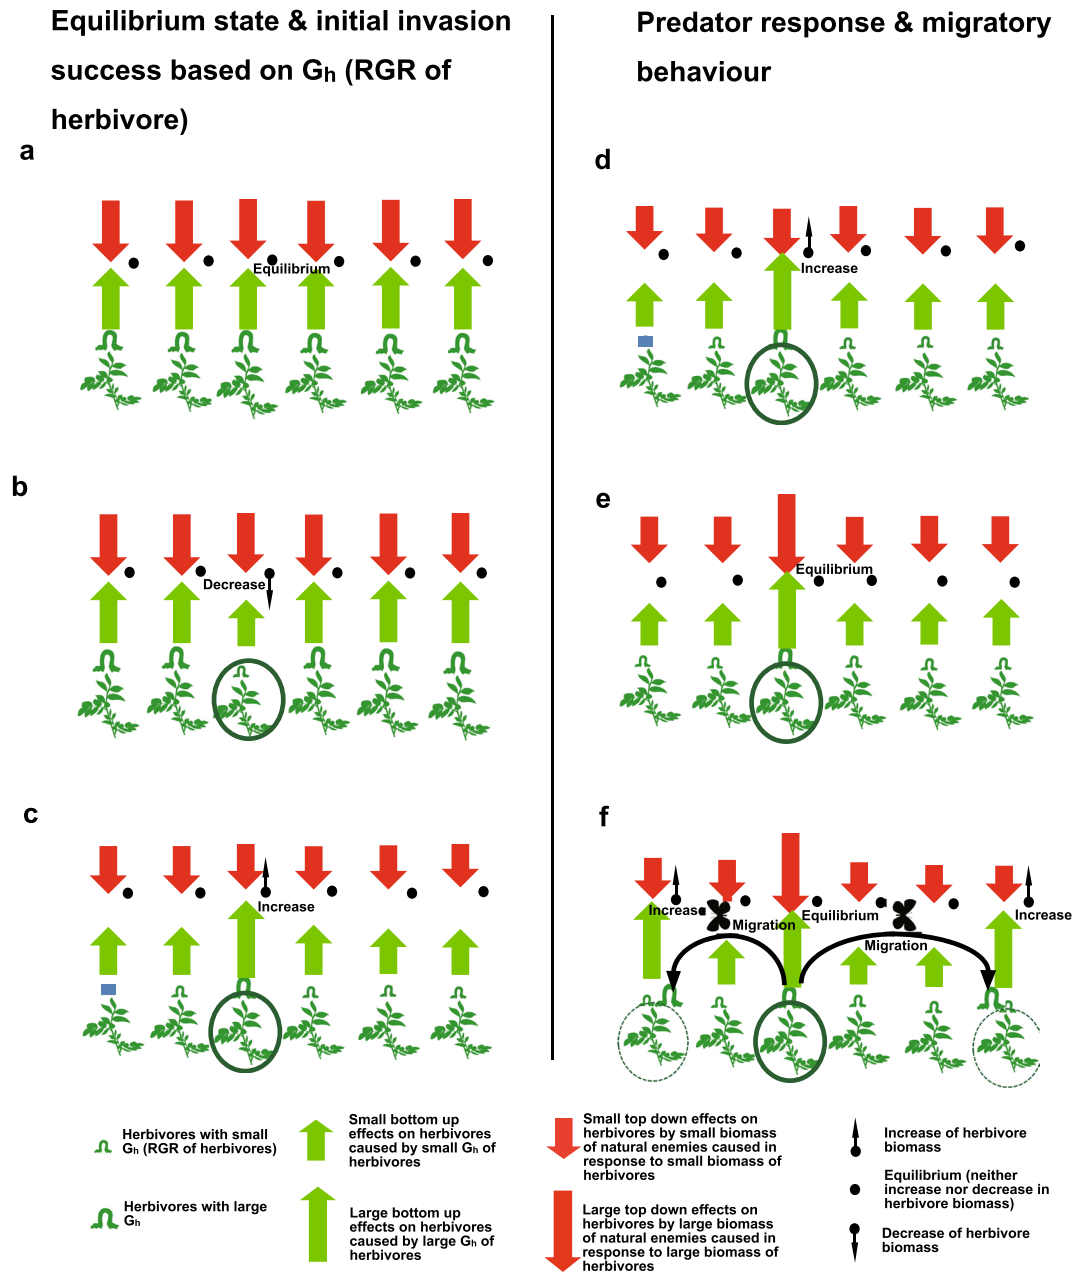 Equilibrium state & initial invasion
success based on Gh (RGR of
herbivore)
Predator response & migratory
behaviour
a
Equilibrium
d
Increase
b
Decrease
e
Equilibrium
c
Increase
f
Increase
Migration
Equilibrium
Migration
Increase
Herbivores with small
Gh (RGR of herbivores)
Herbivores with large
Gh
Small bottom up
effects on herbivores
caused by small Gh of
herbivores
Large bottom up
effects on herbivores
caused by large Gh of
herbivores
Small top down effects on
herbivores by small biomass
of natural enemies caused in
response to small biomass of
herbivores
Large top down effects on
herbivores by large biomass
of natural enemies caused in
response to large biomass of
herbivores
Increase of herbivore
biomass
Equilibrium (neither
increase nor decrease in
herbivore biomass)
Decrease of herbivore
biomass